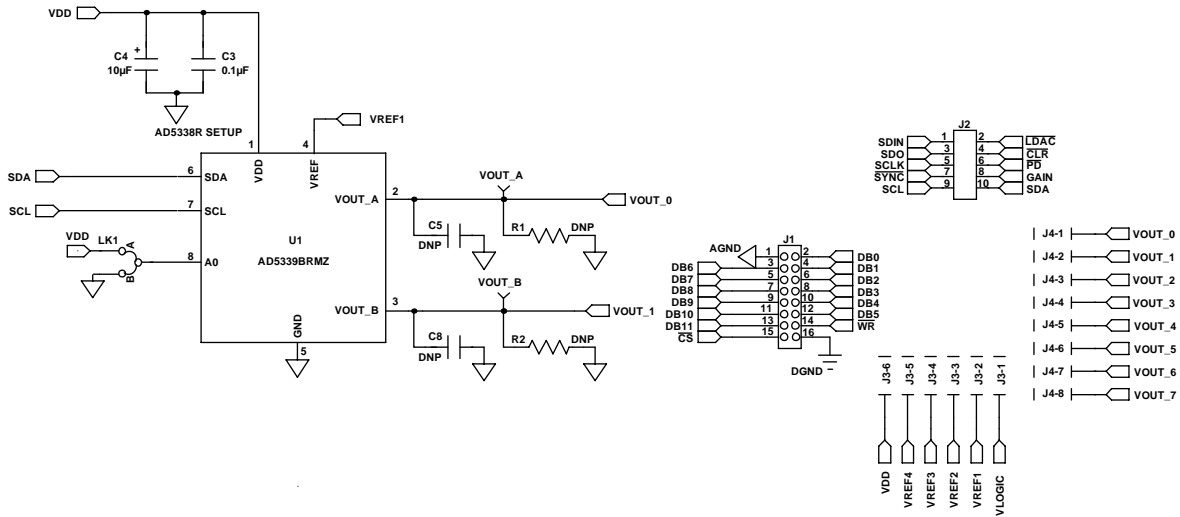 VDD
C4
+
10µF
C3
0.1µF
AD5338R SETUP
1
4
VREF1
VDD
VREF
SDA
6
SDA
SCL
7
SCL
VDD
LK1
A
B
8
A0
U1
AD5339BRMZ
GND
5
VOUT_A
2
VOUT_A
VOUT_0
C5
DNP
R1
DNP
VOUT_B
3
VOUT_B
VOUT_1
C8
DNP
R2
DNP
J1
AGND
1
2
DB0
DB6
3
4
DB1
DB7
5
6
DB2
DB8
7
8
DB3
DB9
9
10
DB4
DB10
11
12
DB5
DB11
13
14
WR
CS
15
16
DGND
J2
SDIN
1
2
LDAC
SDO
3
4
CLR
SCLK
5
6
PD
SYNC
7
8
GAIN
SCL
9
10
SDA
J4-1
VOUT_0
J4-2
VOUT_1
J4-3
VOUT_2
J4-4
VOUT_3
J4-5
VOUT_4
J4-6
VOUT_5
J4-7
VOUT_6
J4-8
VOUT_7
J3-6
J3-5
J3-4
J3-3
J3-2
J3-1
VDD
VREF4
VREF3
VREF2
VREF1
VLOGIC